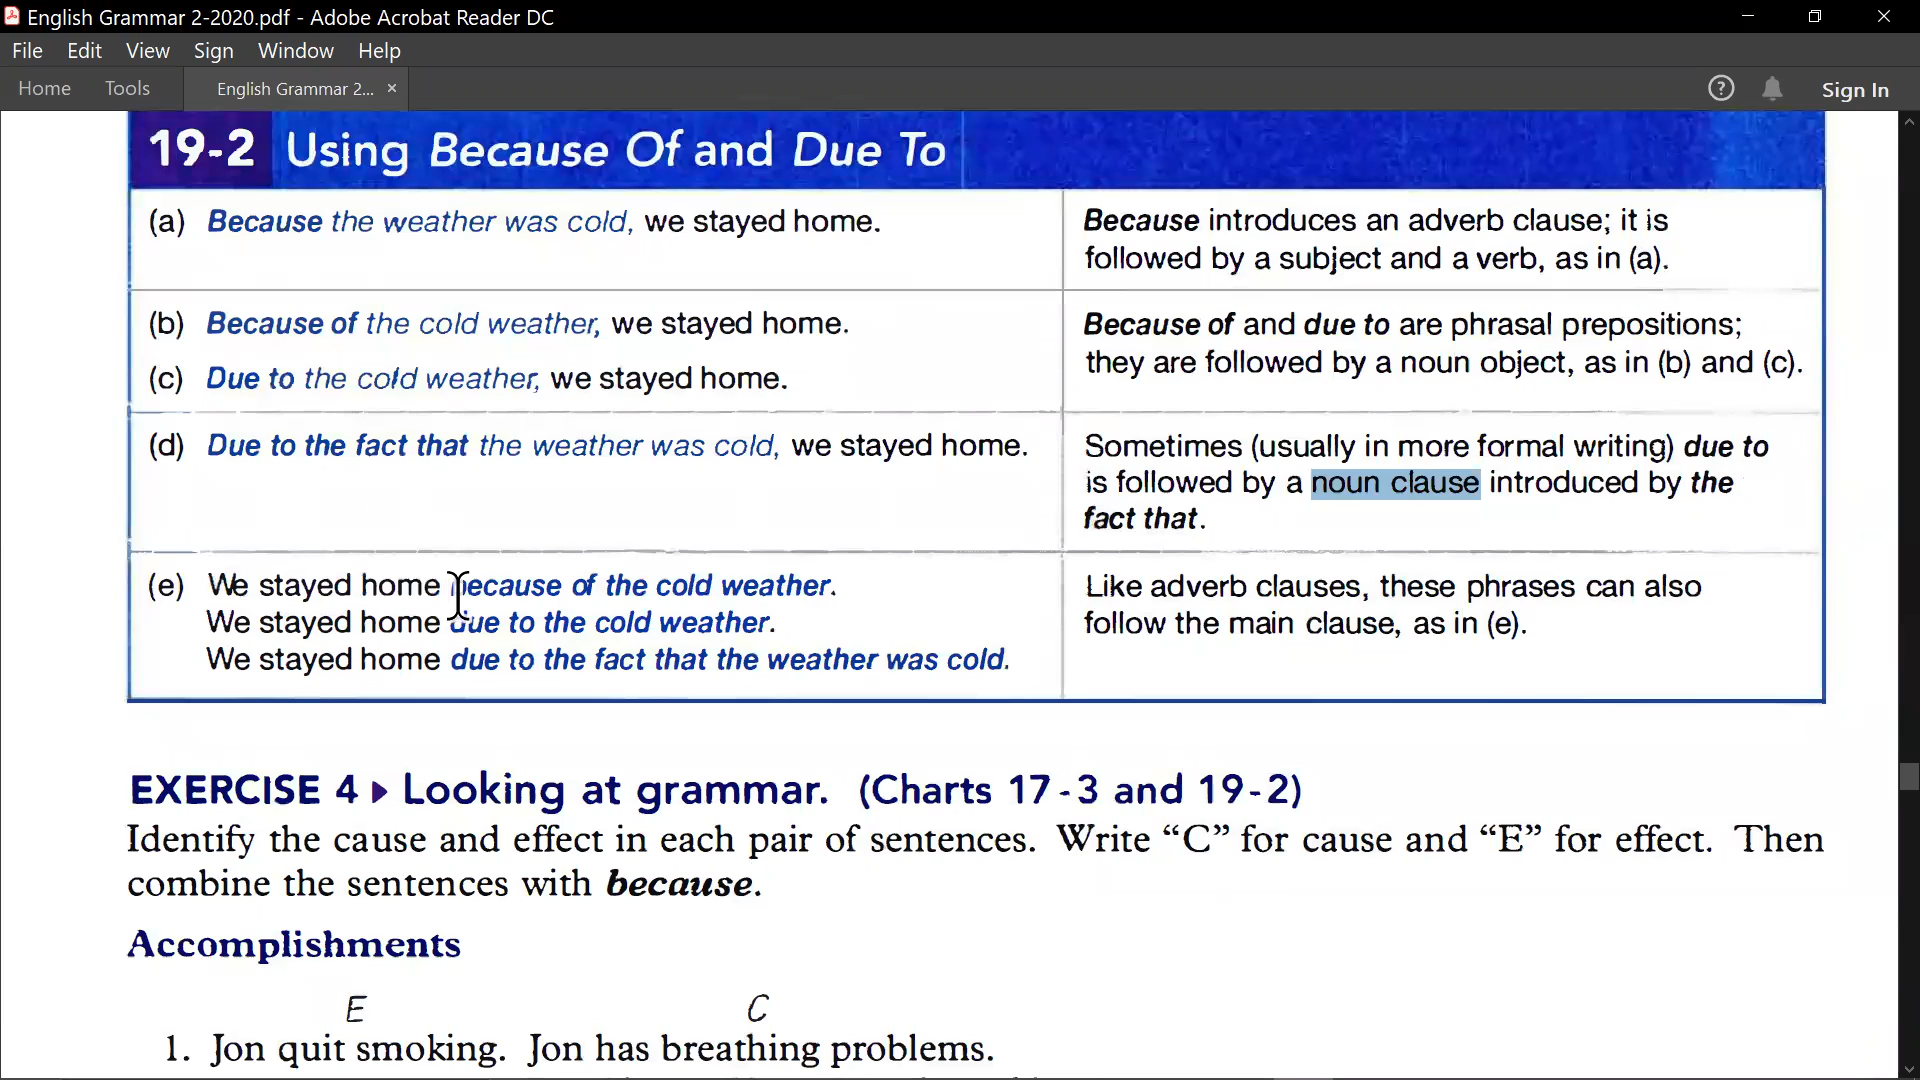 English Grammar 2-2020.pdf - Adobe Acrobat Reader DC
File Edit View Sign Window Help
Home Tools English Grammar 2... × ? Sign In
19-2 Using Because Of and Due To
(a) Because the weather was cold, we stayed home.
Because introduces an adverb clause; it is
followed by a subject and a verb, as in (a).
(b) Because of the cold weather, we stayed home.
(c) Due to the cold weather, we stayed home.
Because of and due to are phrasal prepositions;
they are followed by a noun object, as in (b) and (c).
(d) Due to the fact that the weather was cold, we stayed home.
Sometimes (usually in more formal writing) due to
is followed by a noun clause introduced by the
fact that.
(e) We stayed home because of the cold weather.
We stayed home due to the cold weather.
We stayed home due to the fact that the weather was cold.
Like adverb clauses, these phrases can also
follow the main clause, as in (e).
EXERCISE 4 ▸ Looking at grammar. (Charts 17-3 and 19-2)
Identify the cause and effect in each pair of sentences. Write “C” for cause and “E” for effect. Then
combine the sentences with because.
Accomplishments
E C
1. Jon quit smoking. Jon has breathing problems.